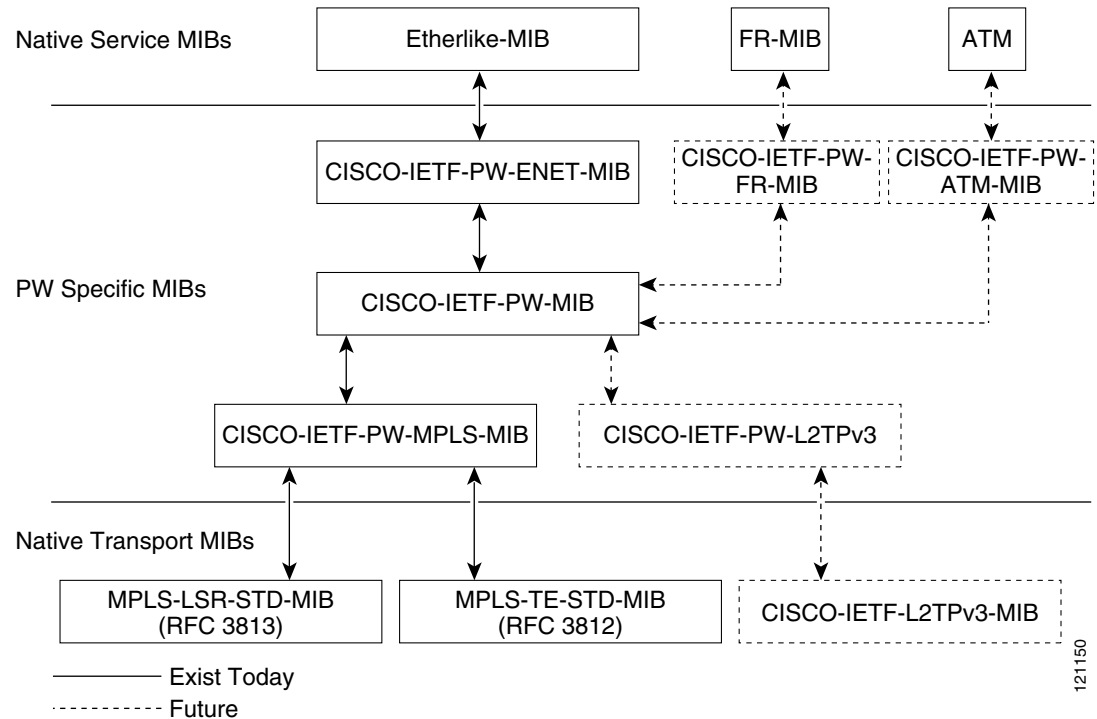 Native Service MIBs
Etherlike-MIB
FR-MIB
ATM
CISCO-IETF-PW-ENET-MIB
CISCO-IETF-PW-
FR-MIB
CISCO-IETF-PW-
ATM-MIB
PW Specific MIBs
CISCO-IETF-PW-MIB
CISCO-IETF-PW-MPLS-MIB
CISCO-IETF-PW-L2TPv3
Native Transport MIBs
MPLS-LSR-STD-MIB
(RFC 3813)
MPLS-TE-STD-MIB
(RFC 3812)
CISCO-IETF-L2TPv3-MIB
121150
Exist Today
Future